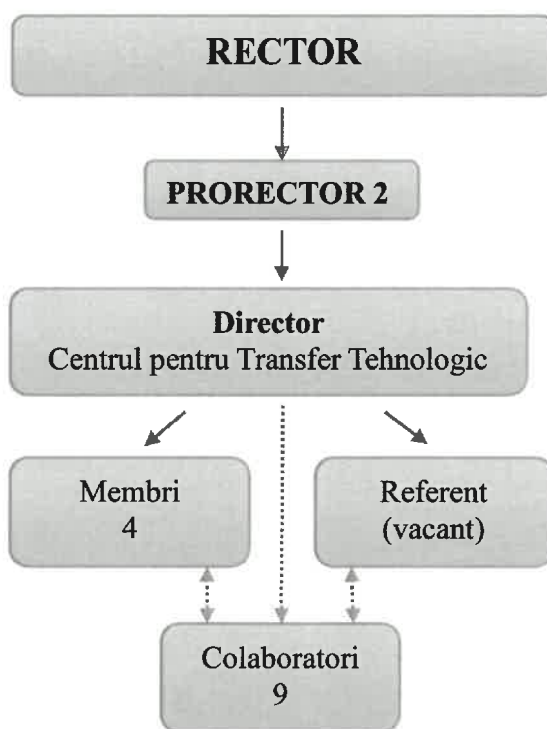 RECTOR
PRORECTOR 2
Director
Centrul pentru Transfer Tehnologic
Membri
4
Referent
(vacant)
Colaboratori
9